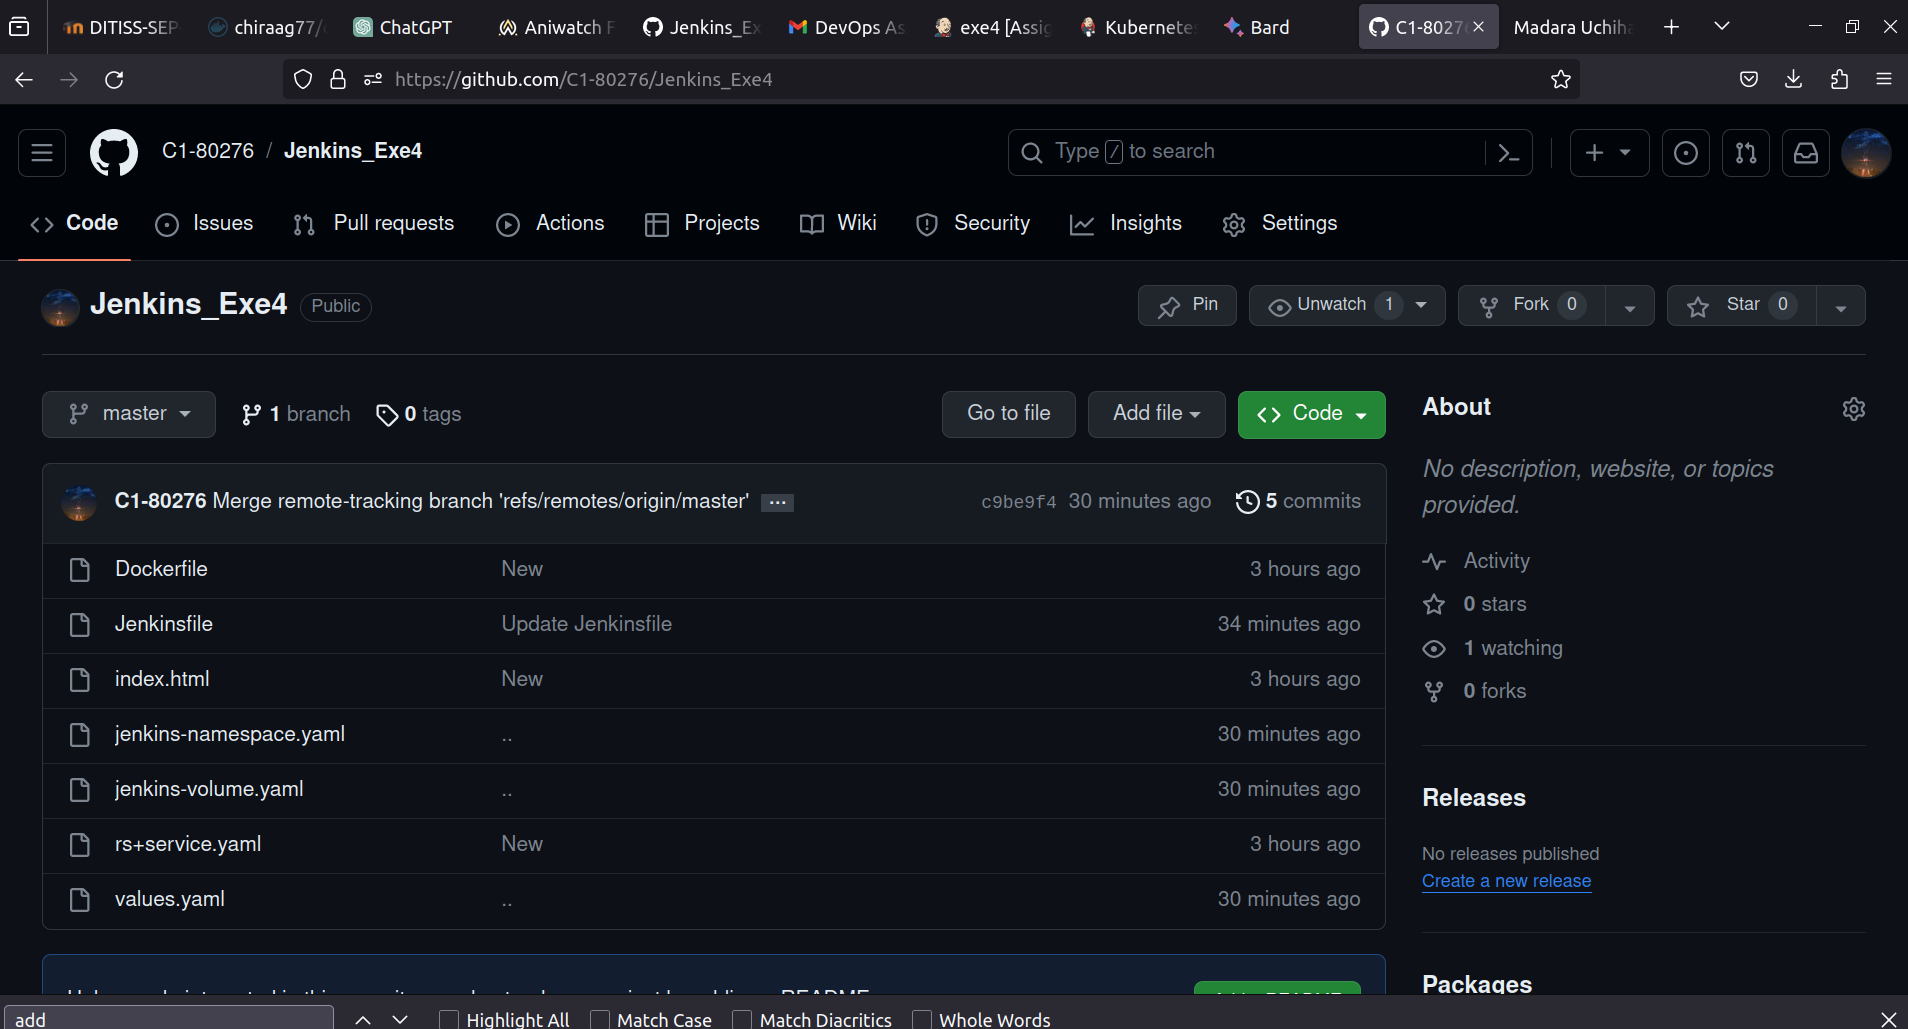 DITISS-SEP
chiraag77/
ChatGPT
Aniwatch
Jenkins_Ex
DevOps As
exe4 [Assig
Kubernetes
Bard
C1-8027
Madara Uchiha
https://github.com/C1-80276/Jenkins_Exe4
C1-80276 / Jenkins_Exe4
Type / to search
Code Issues Pull requests Actions Projects Wiki Security Insights Settings
Jenkins_Exe4 Public
Pin Unwatch 1 Fork 0 Star 0
master 1 branch 0 tags
Go to file Add file Code
C1-80276 Merge remote-tracking branch 'refs/remotes/origin/master' ... c9be9f4 30 minutes ago 5 commits
Dockerfile New 3 hours ago
Jenkinsfile Update Jenkinsfile 34 minutes ago
index.html New 3 hours ago
jenkins-namespace.yaml .. 30 minutes ago
jenkins-volume.yaml .. 30 minutes ago
rs+service.yaml New 3 hours ago
values.yaml .. 30 minutes ago
About
No description, website, or topics
provided.
Activity
0 stars
1 watching
0 forks
Releases
No releases published
Create a new release
Packages
add Highlight All Match Case Match Diacritics Whole Words